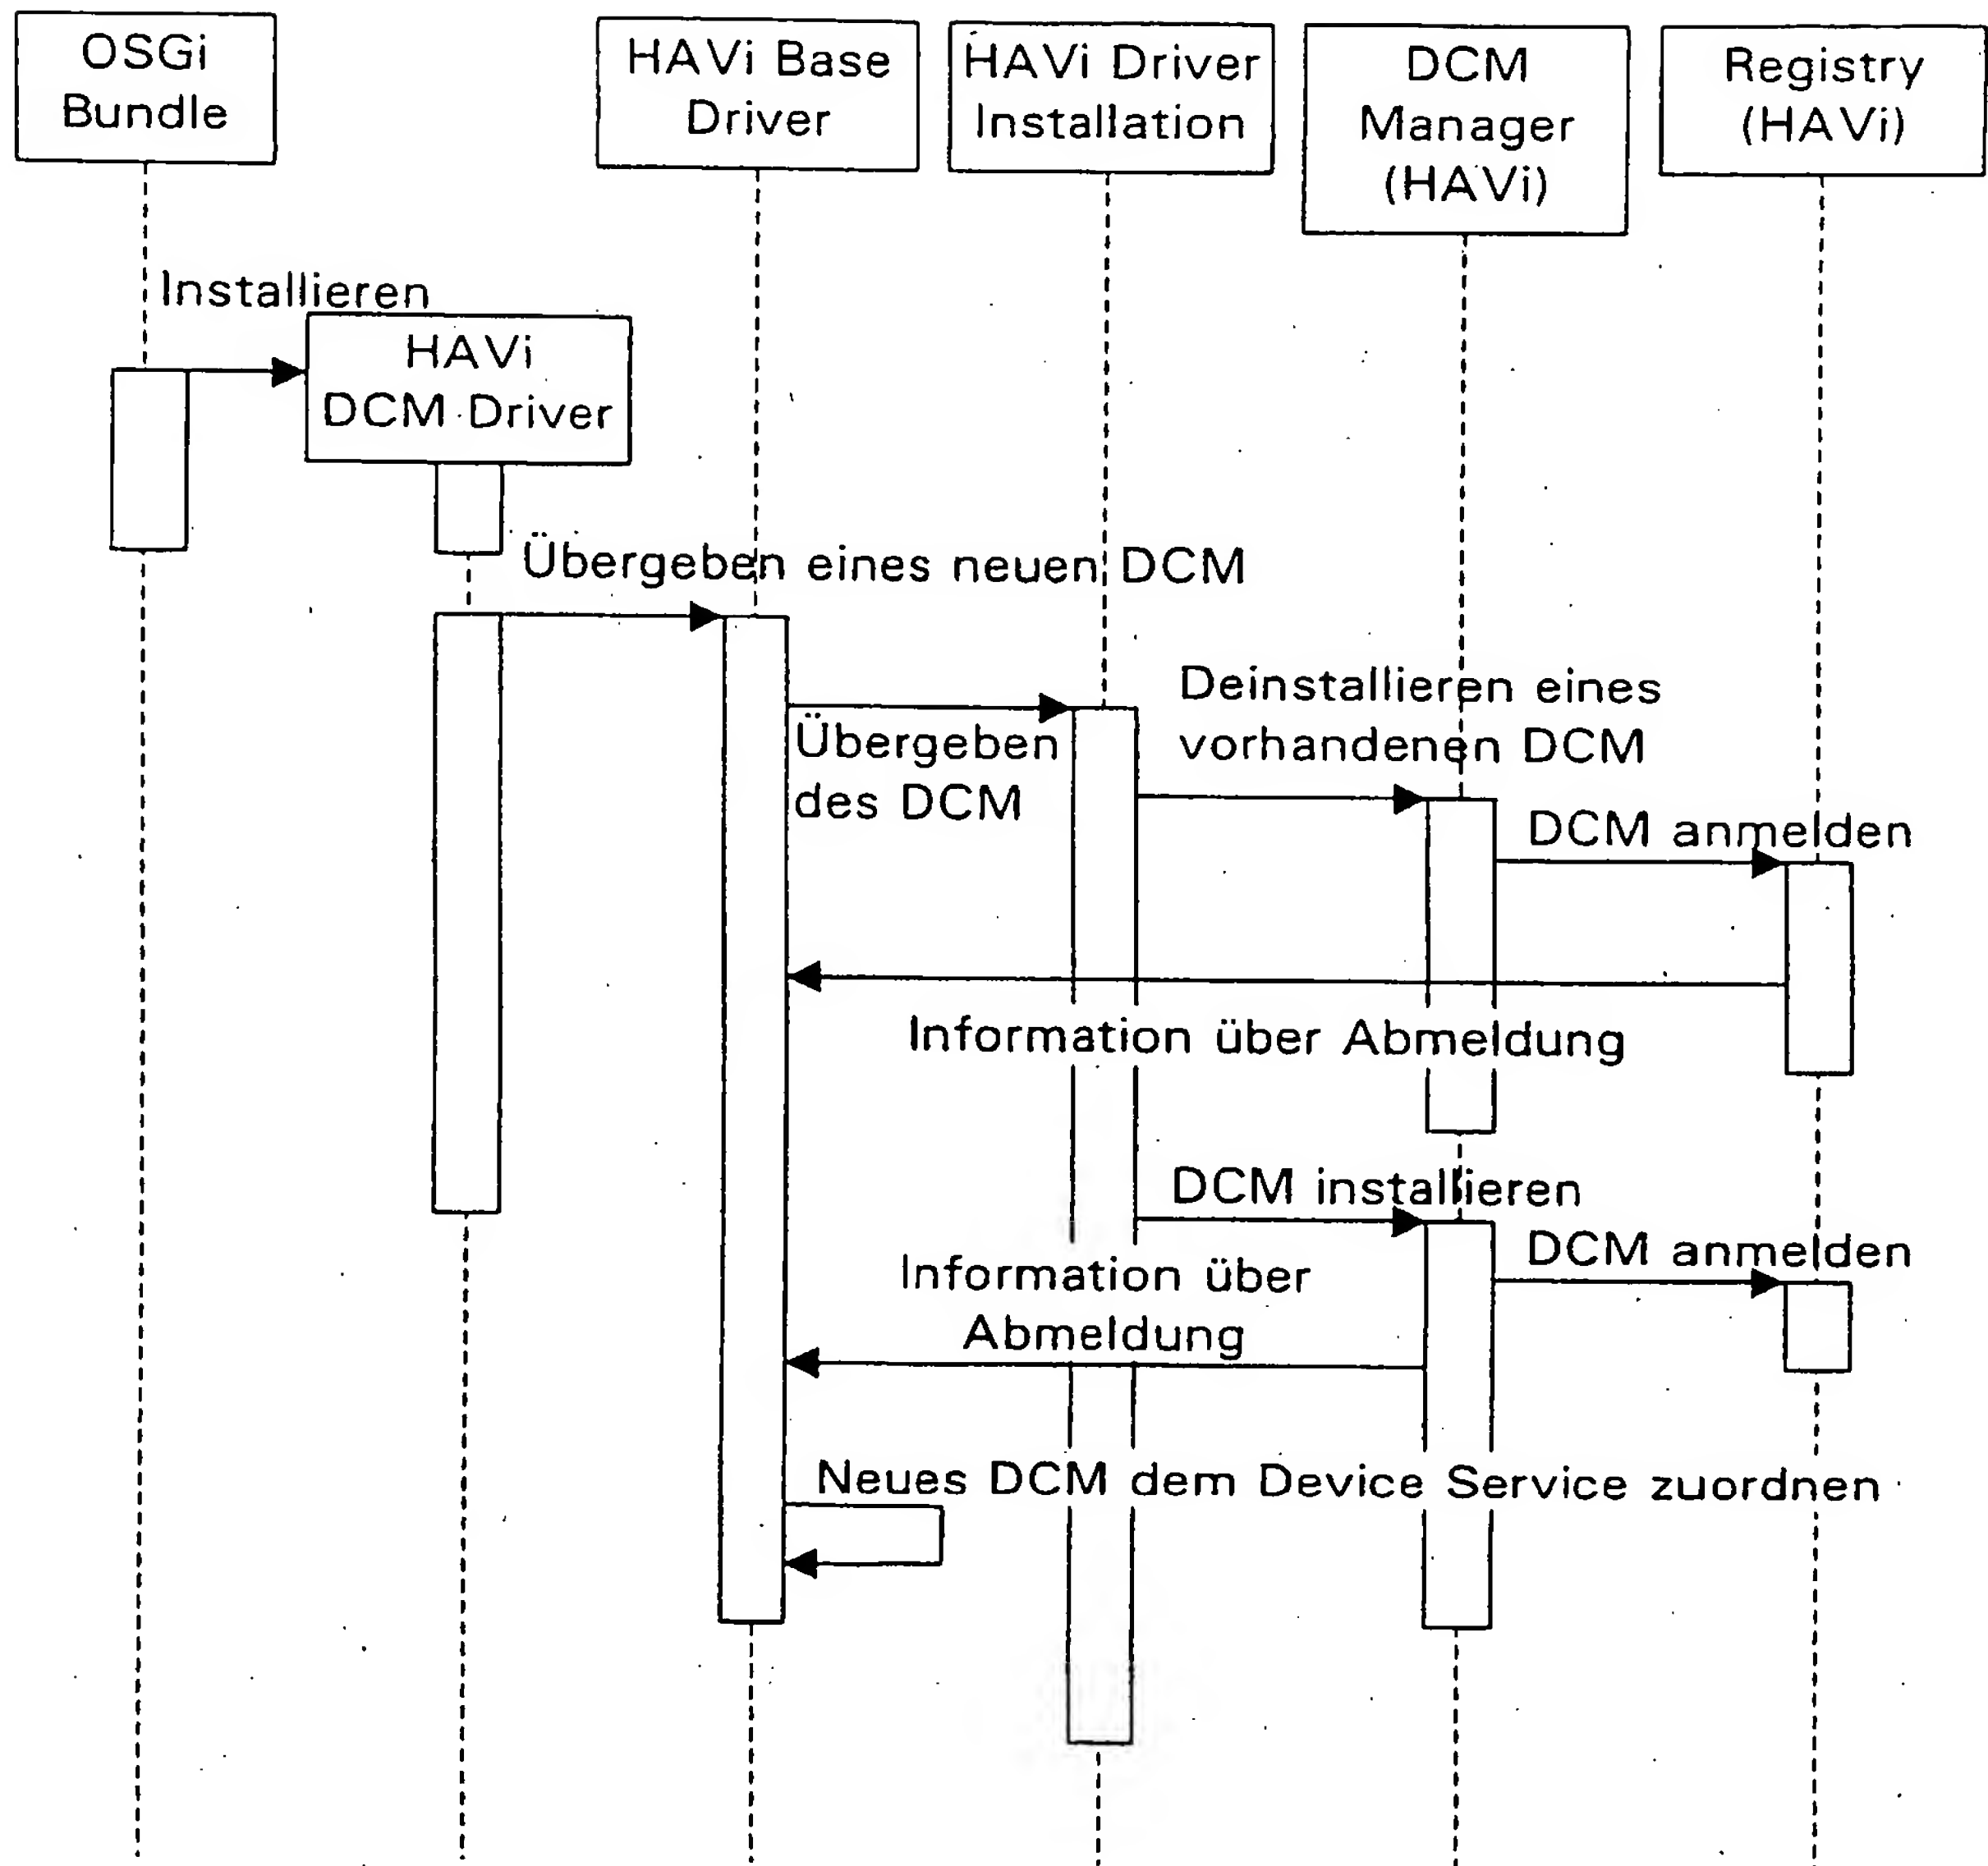 OSGi
Bundle
HAVi Base
Driver
HAVi Driver
Installation
DCM
Manager
(HAVi)
Registry
(HAVi)
Installieren
HAVi
DCM Driver
Übergeben eines neuen DCM
Übergeben
des DCM
Deinstallieren eines
vorhandenen DCM
DCM anmelden
Information über Abmeldung
DCM installieren
DCM anmelden
Information über
Abmeldung
Neues DCM dem Device Service zuordnen